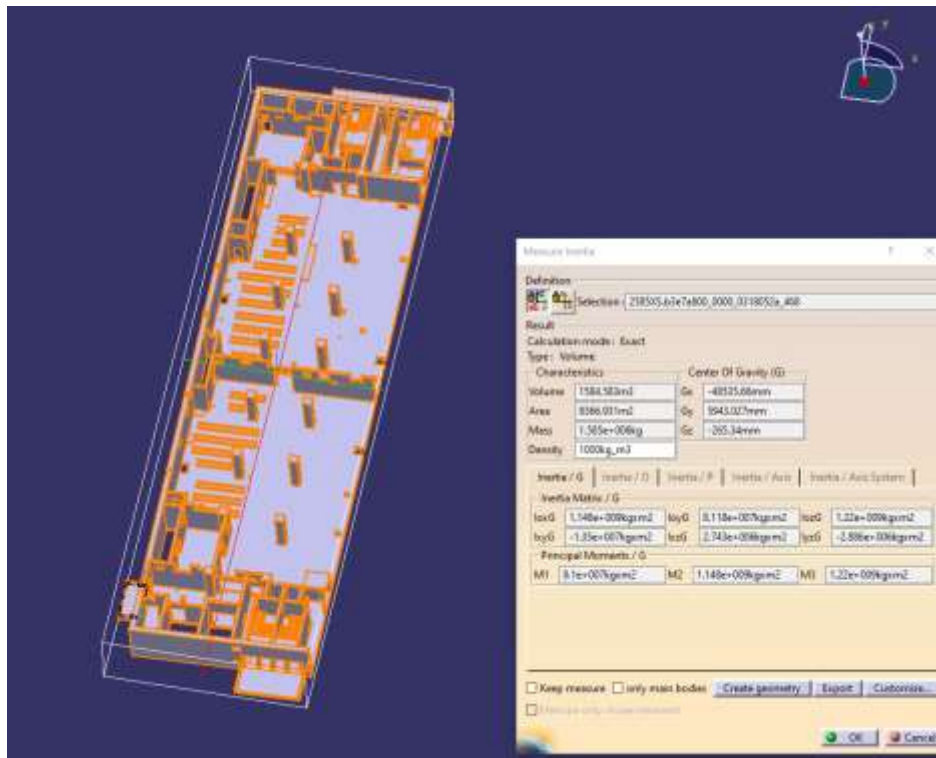 Measure Inertia ? X
Definition
Selection :
Result
Calculation mode : Exact
Type : Volume
Characteristics Center Of Gravity (G)
Volume 1584.583m3 Gx -48535.66mm
Area 8386.931m2 Gy 5943.027mm
Mass 1.585e+006kg Gz -265.34mm
Density 1000kg_m3
Inertia / G Inertia / O Inertia / P Inertia / Axis Inertia / Axis System
Inertia Matrix / G
IoxG 1.148e+009kgxm2 IoyG 8.118e+007kgxm2 IozG 1.22e+009kgxm2
IxyG -1.35e+007kgxm2 IxzG 2.743e+006kgxm2 IyzG -2.886e+006kgxm2
Principal Moments / G
M1 8.1e+007kgxm2 M2 1.148e+009kgxm2 M3 1.22e+009kgxm2
Keep measure only main bodies Create geometry Export Customize...
OK Cancel